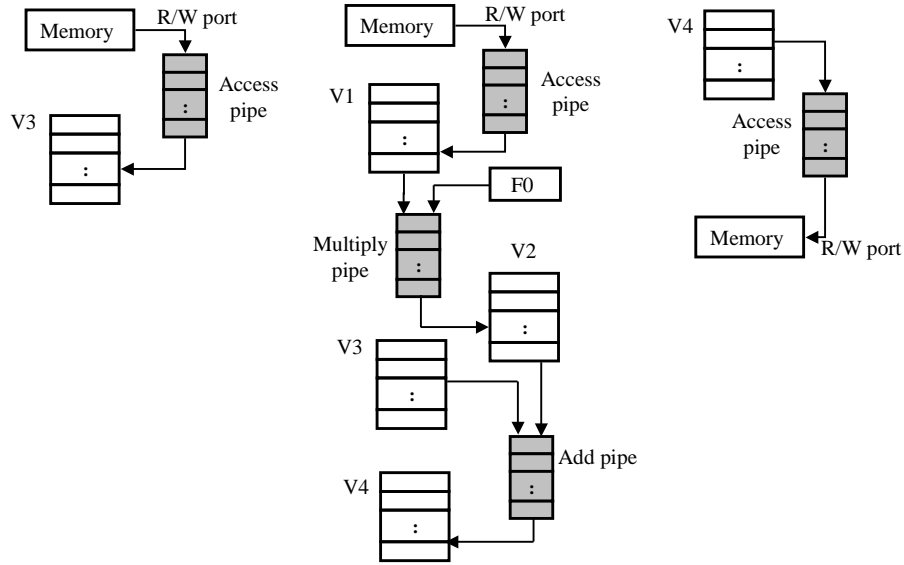 R/W port
Memory
Access
pipe
V3
:
:
R/W port
Memory
Access
pipe
V1
:
:
F0
Multiply
pipe
:
V2
:
V3
:
Add pipe
:
V4
:
V4
:
Access
pipe
:
Memory
R/W port